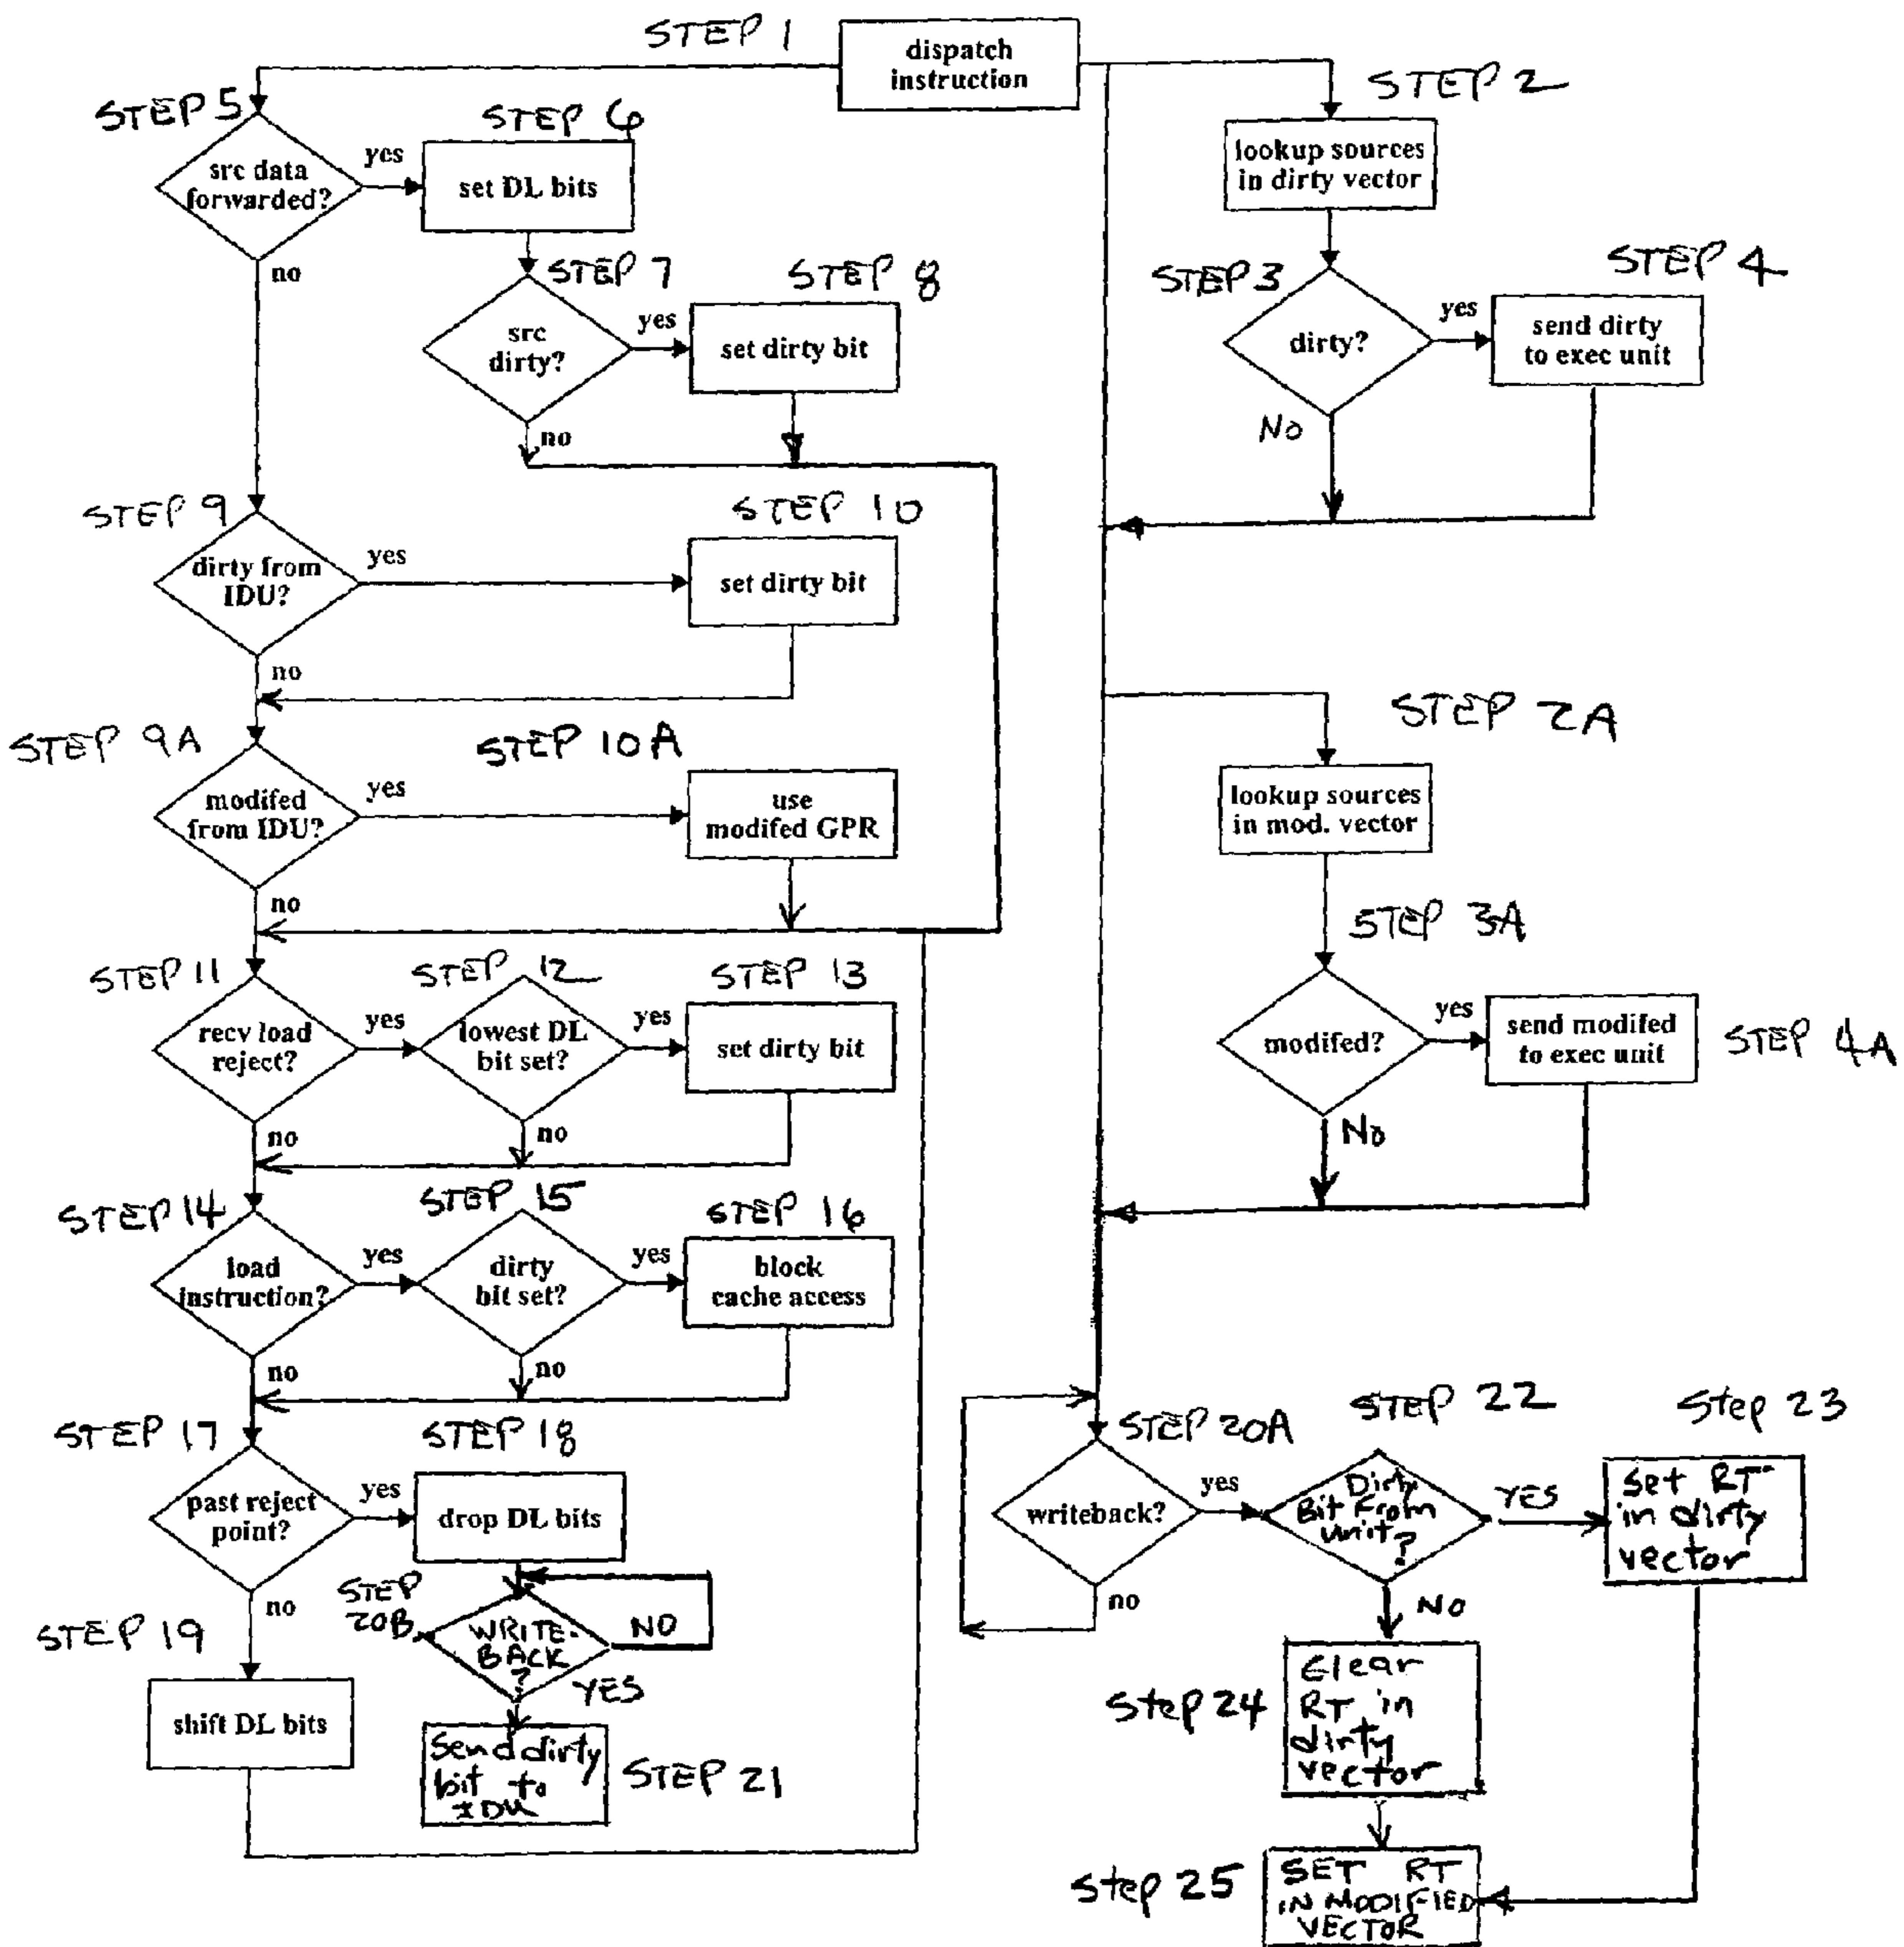 STEP 1
dispatch
instruction
STEP 2
lookup sources
in dirty vector
STEP 3
dirty?
yes
No
STEP 4
send dirty
to exec unit
STEP 5
src data
forwarded?
yes
no
STEP 6
set DL bits
STEP 7
src
dirty?
yes
no
STEP 8
set dirty bit
STEP 9
dirty from
IDU?
yes
no
STEP 10
set dirty bit
STEP 9A
modifed
from IDU?
yes
no
STEP 10A
use
modifed GPR
STEP 2A
lookup sources
in mod. vector
STEP 3A
modifed?
yes
No
send modifed
to exec unit
STEP 4A
STEP 11
recv load
reject?
yes
no
STEP 12
lowest DL
bit set?
yes
no
STEP 13
set dirty bit
STEP 14
load
instruction?
yes
no
STEP 15
dirty
bit set?
yes
no
STEP 16
block
cache access
STEP 17
past reject
point?
yes
no
STEP 18
drop DL bits
STEP 19
shift DL bits
STEP
20B
WRITE-
BACK
?
NO
YES
Send dirty
bit to
IDU
STEP 21
STEP 20A
writeback?
yes
no
STEP 22
Dirty
Bit From
Unit?
YES
NO
Step 23
Set RT
in dirty
vector
Step 24
Clear
RT in
dirty
vector
Step 25
SET RT
IN MODIFIED
VECTOR